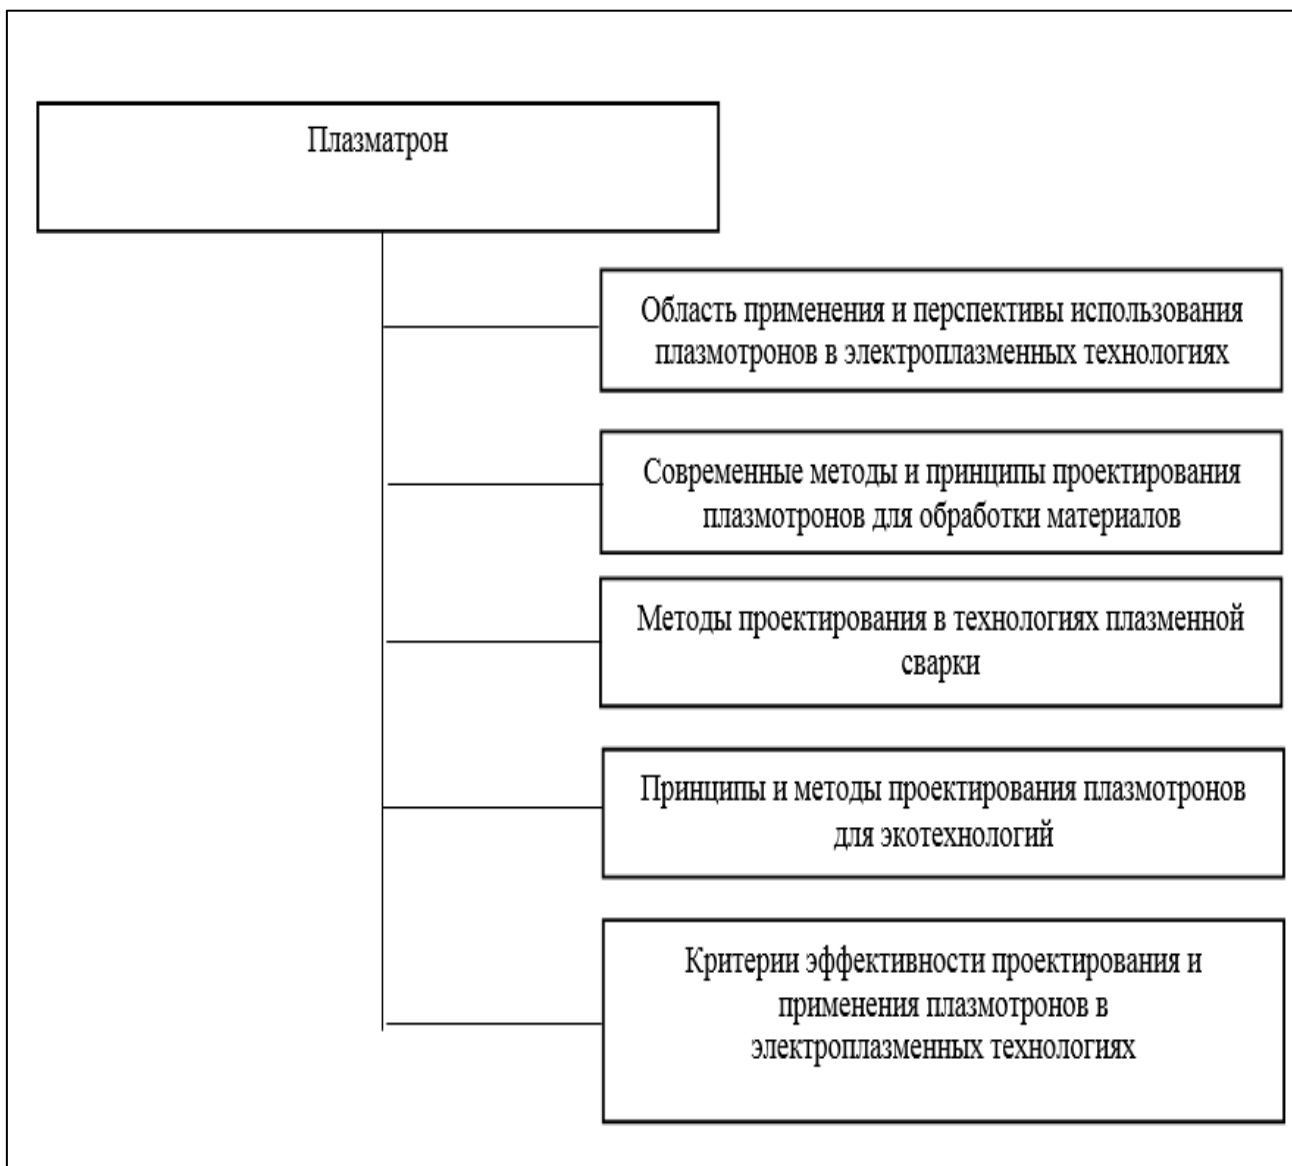 Плазматрон
Область применения и перспективы использования
плазмотронов в электроплазменных технологиях
Современные методы и принципы проектирования
плазмотронов для обработки материалов
Методы проектирования в технологиях плазменной
сварки
Принципы и методы проектирования плазмотронов
для экотехнологий
Критерии эффективности проектирования и
применения плазмотронов в
электроплазменных технологиях